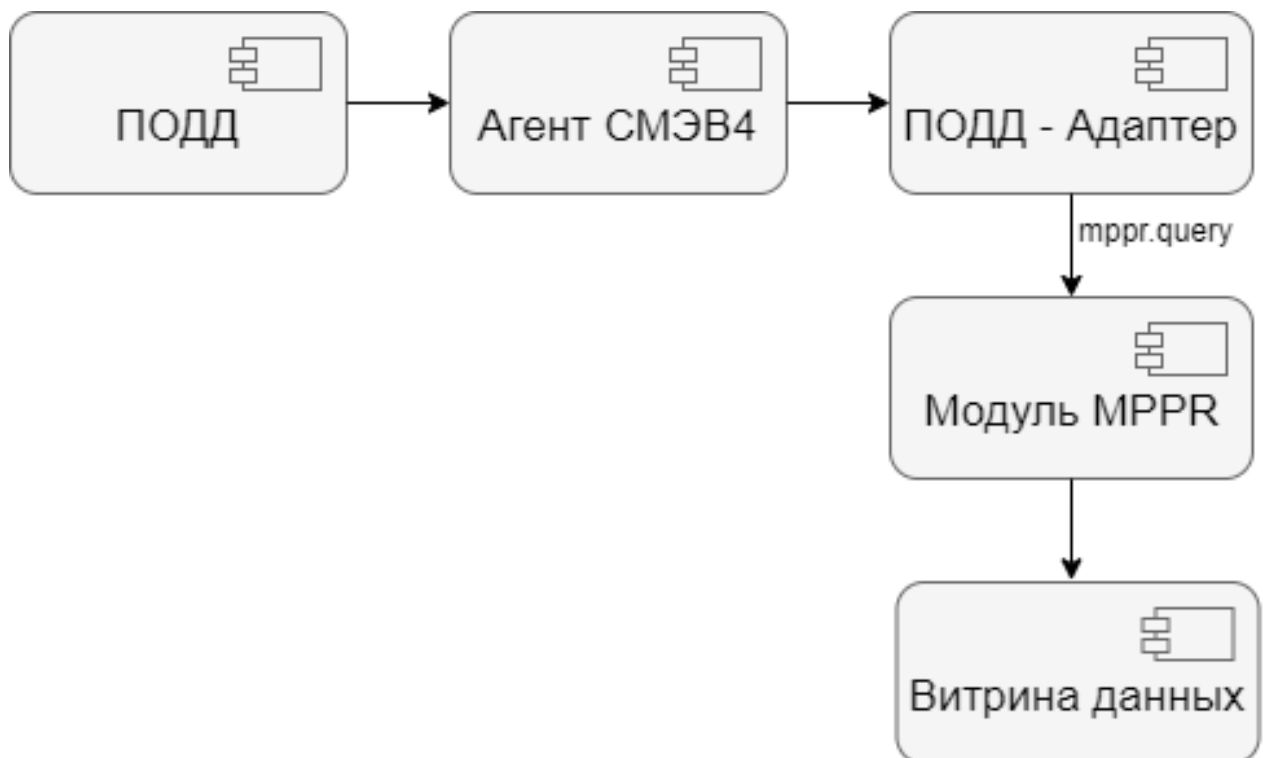 ПОДД
Агент СМЭВ4
ПОДД - Адаптер
mppr.query
Модуль MPPR
Витрина данных